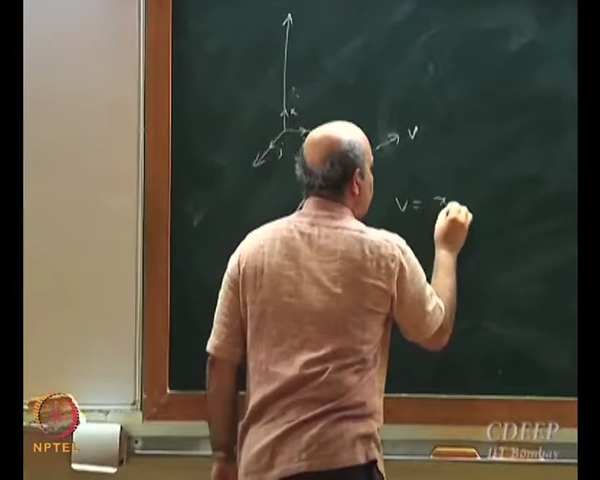 k
j
V
V =
NPTEL
CDEEP
IIT Bombay